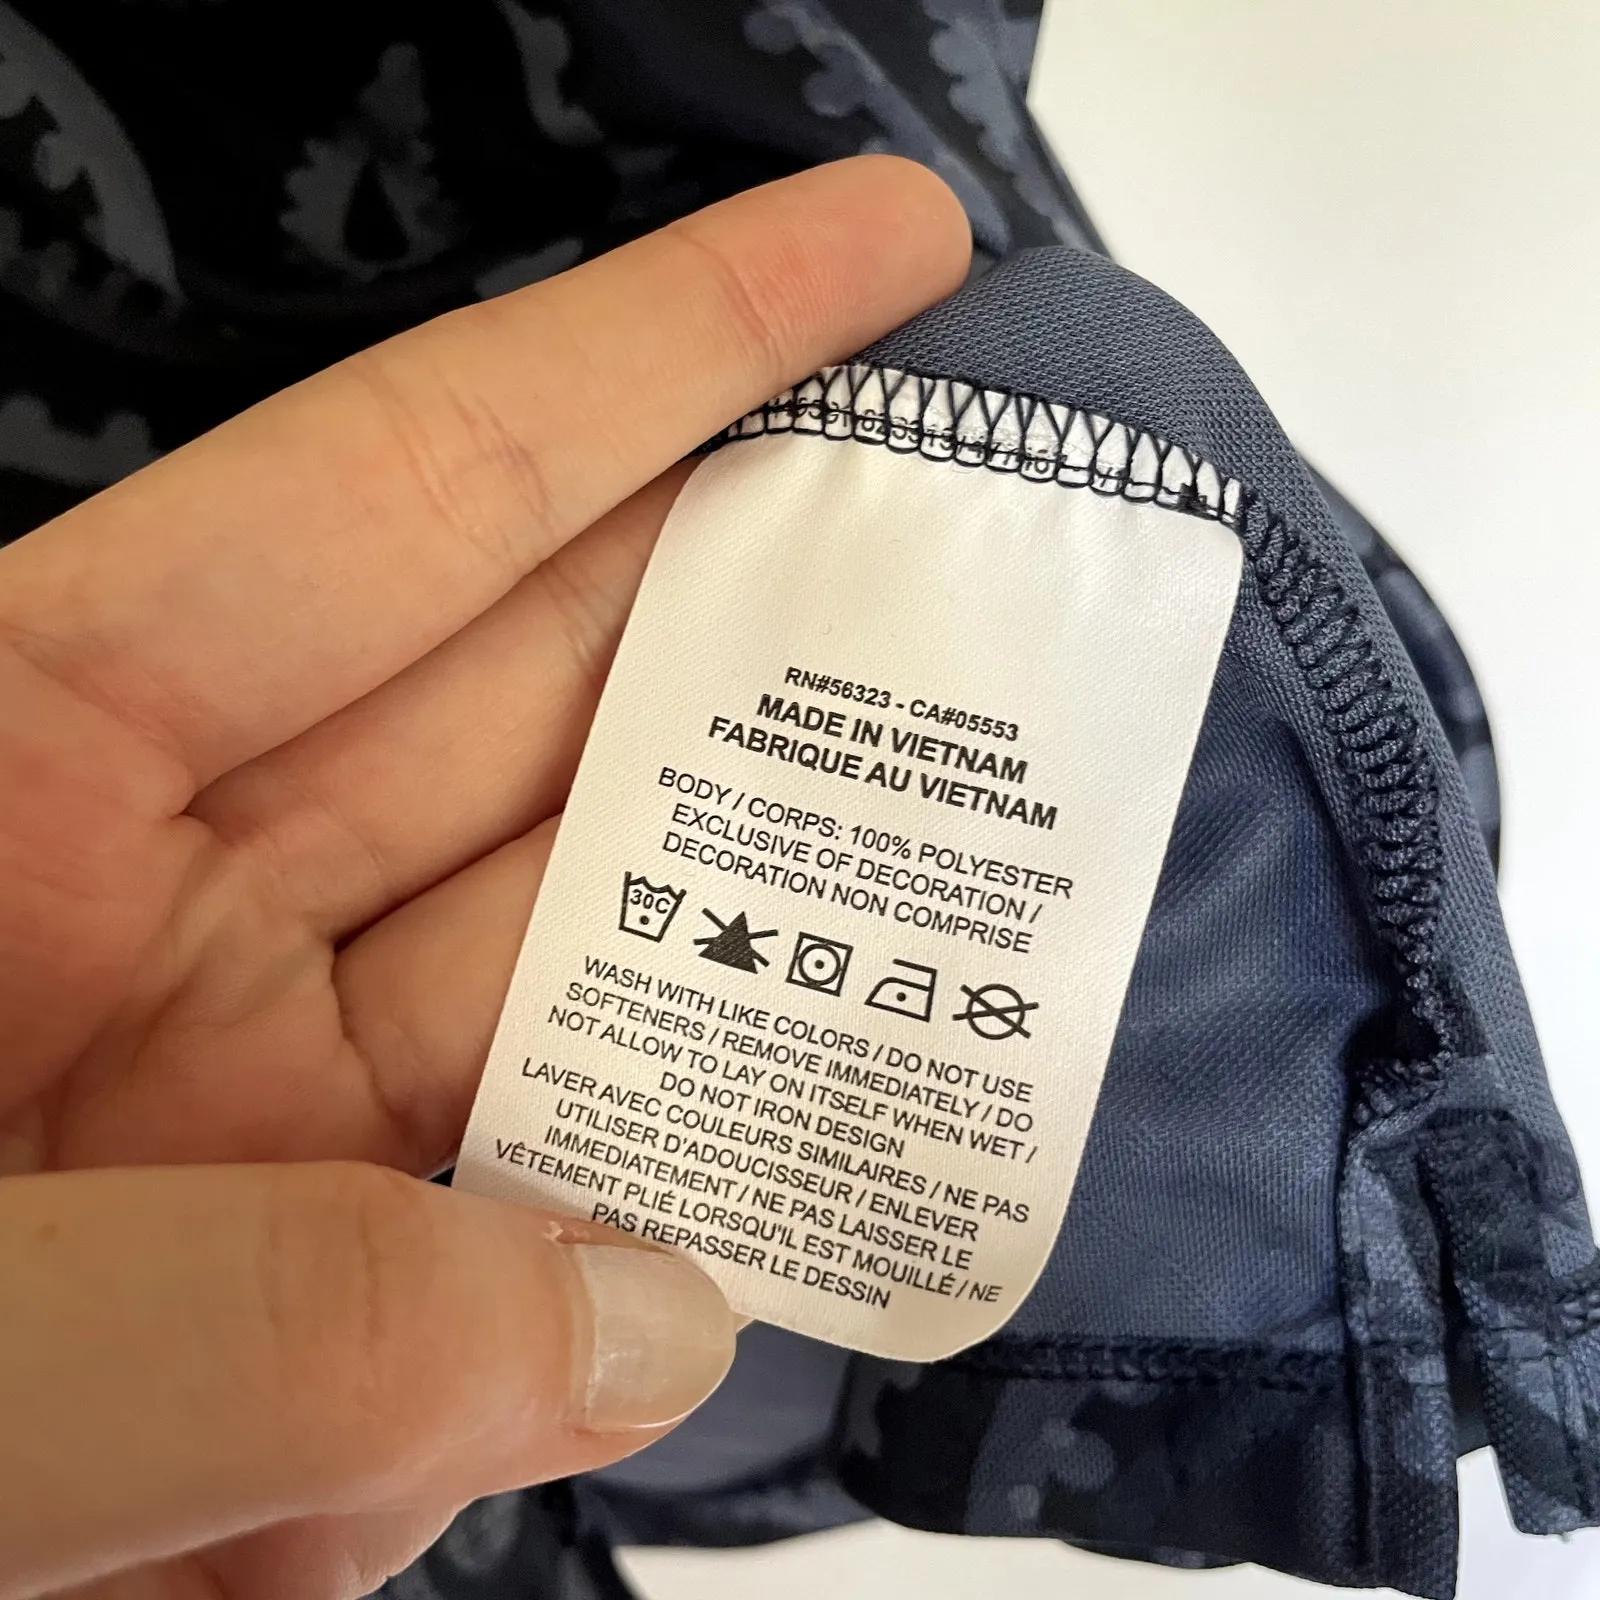 RN#56323 - CA#05553
MADE IN VIETNAM
FABRIQUE AU VIETNAM
BODY / CORPS: 100% POLYESTER
EXCLUSIVE OF DECORATION /
DECORATION NON COMPRISE
30C
WASH WITH LIKE COLORS / DO NOT USE
SOFTENERS / REMOVE IMMEDIATELY / DO
NOT ALLOW TO LAY ON ITSELF WHEN WET /
DO NOT IRON DESIGN
LAVER AVEC COULEURS SIMILAIRES / NE PAS
UTILISER D'ADOUCISSEUR / ENLEVER
IMMEDIATEMENT / NE PAS LAISSER LE
VÊTEMENT PLIÉ LORSQU'IL EST MOUILLÉ / NE
PAS REPASSER LE DESSIN